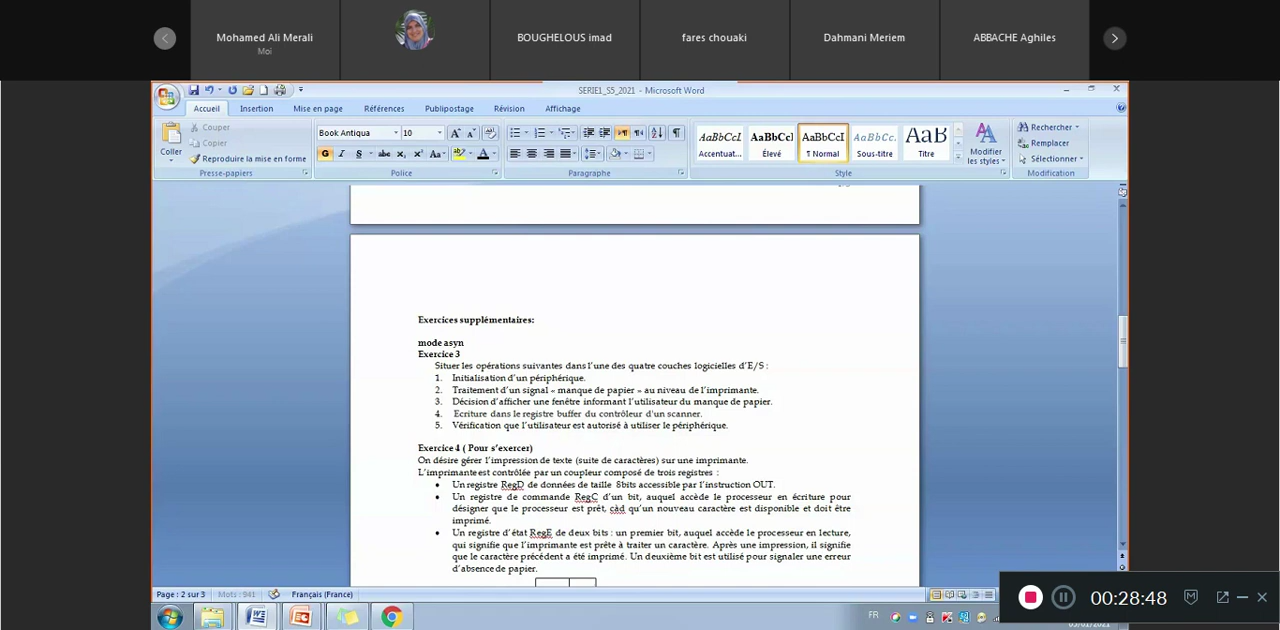 Mohamed Ali Merali
Moi
BOUGHELOUS imad
fares chouaki
Dahmani Meriem
ABBACHE Aghiles
SERIE1_S5_2021 - Microsoft Word
Accueil Insertion Mise en page Références Publipostage Révision Affichage
Coller
Couper
Copier
Reproduire la mise en forme
Presse-papiers
Book Antiqua 10
Police
Paragraphe
AaBbCcI AaBbCcI AaBbCcI AaBbCc. AaB
Accentuat... Élevé ¶ Normal Sous-titre Titre
Modifier les styles
Style
Rechercher
Remplacer
Sélectionner
Modification
Exercices supplémentaires:
mode asyn
Exercice 3
Situer les opérations suivantes dans l'une des quatre couches logicielles d'E/S :
1. Initialisation d'un périphérique.
2. Traitement d'un signal « manque de papier » au niveau de l'imprimante.
3. Décision d'afficher une fenêtre informant l'utilisateur du manque de papier.
4. Ecriture dans le registre buffer du contrôleur d'un scanner.
5. Vérification que l'utilisateur est autorisé à utiliser le périphérique.
Exercice 4 ( Pour s'exercer)
On désire gérer l'impression de texte (suite de caractères) sur une imprimante.
L'imprimante est contrôlée par un coupleur composé de trois registres :
• Un registre RegD de données de taille 8bits accessible par l'instruction OUT.
• Un registre de commande RegC d'un bit, auquel accède le processeur en écriture pour
désigner que le processeur est prêt, càd qu'un nouveau caractère est disponible et doit être
imprimé.
• Un registre d'état RegE de deux bits : un premier bit, auquel accède le processeur en lecture,
qui signifie que l'imprimante est prête à traiter un caractère. Après une impression, il signifie
que le caractère précédent a été imprimé. Un deuxième bit est utilisé pour signaler une erreur
d'absence de papier.
Page : 2 sur 3 Mots : 941 Français (France)
FR
00:28:48